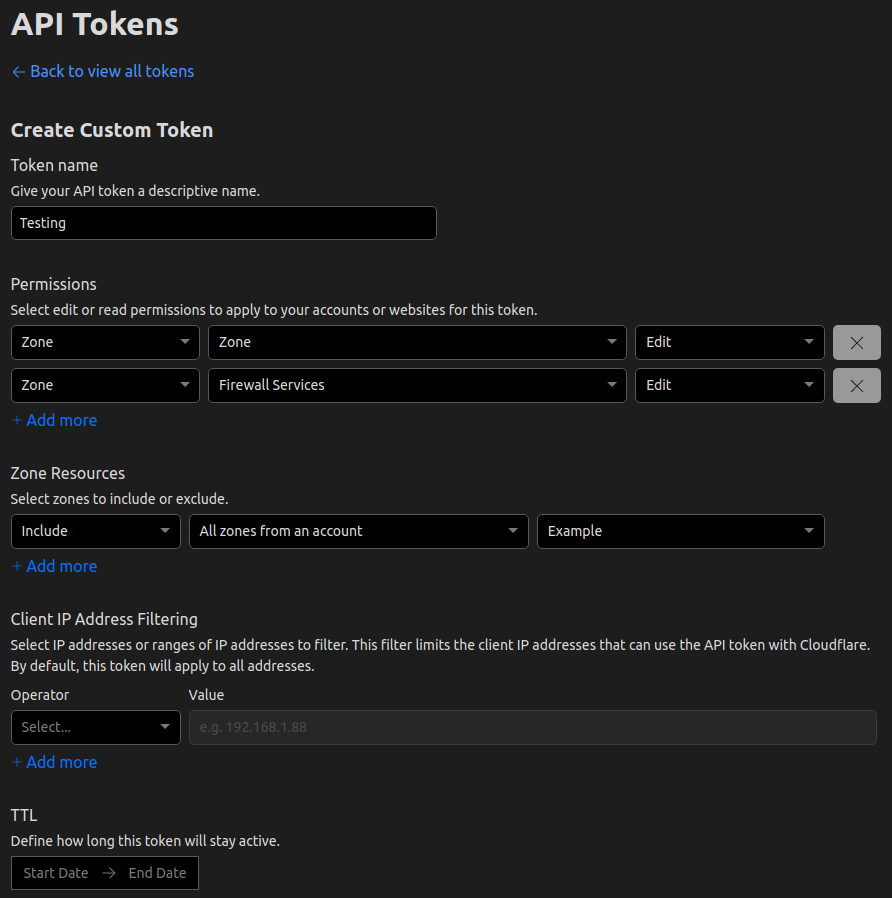 API Tokens
← Back to view all tokens
Create Custom Token
Token name
Give your API token a descriptive name.
Testing
Permissions
Select edit or read permissions to apply to your accounts or websites for this token.
Zone Zone Edit
Zone Firewall Services Edit
+ Add more
Zone Resources
Select zones to include or exclude.
Include All zones from an account Example
+ Add more
Client IP Address Filtering
Select IP addresses or ranges of IP addresses to filter. This filter limits the client IP addresses that can use the API token with Cloudflare.
By default, this token will apply to all addresses.
Operator Value
Select... e.g. 192.168.1.88
+ Add more
TTL
Define how long this token will stay active.
Start Date → End Date